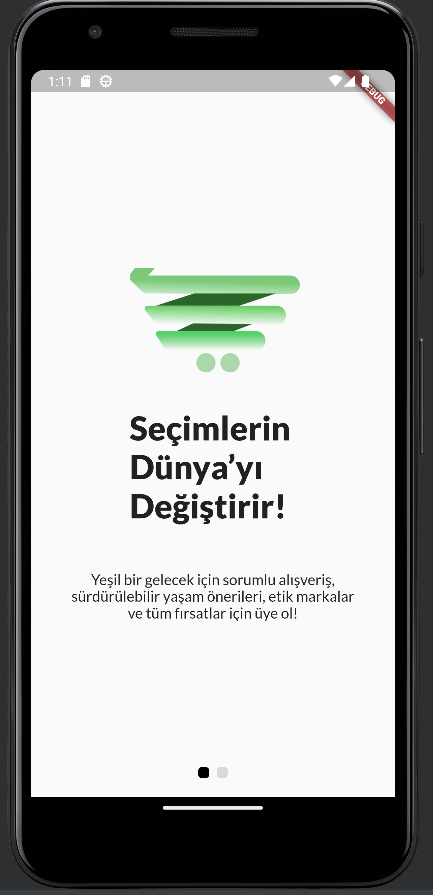 1:11
DEBUG
Seçimlerin
Dünya’yı
Değiştirir!
Yeşil bir gelecek için sorumlu alışveriş,
sürdürülebilir yaşam önerileri, etik markalar
ve tüm fırsatlar için üye ol!